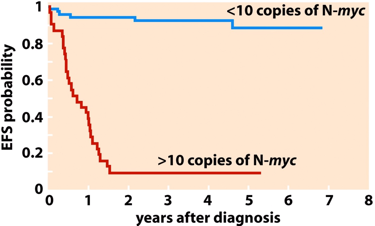 <10 copies of N-myc
>10 copies of N-myc
EFS probability
1
0.8
0.6
0.4
0.2
0
0 1 2 3 4 5 6 7 8
years after diagnosis